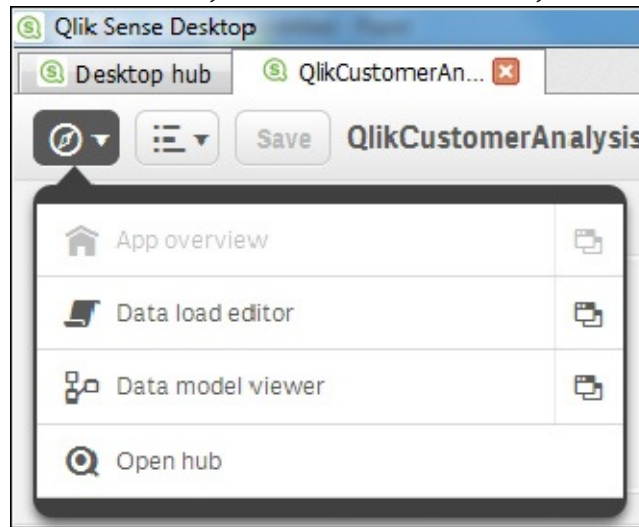 Qlik Sense Desktop
Desktop hub QlikCustomerAn...
Save QlikCustomerAnalysis
App overview
Data load editor
Data model viewer
Open hub